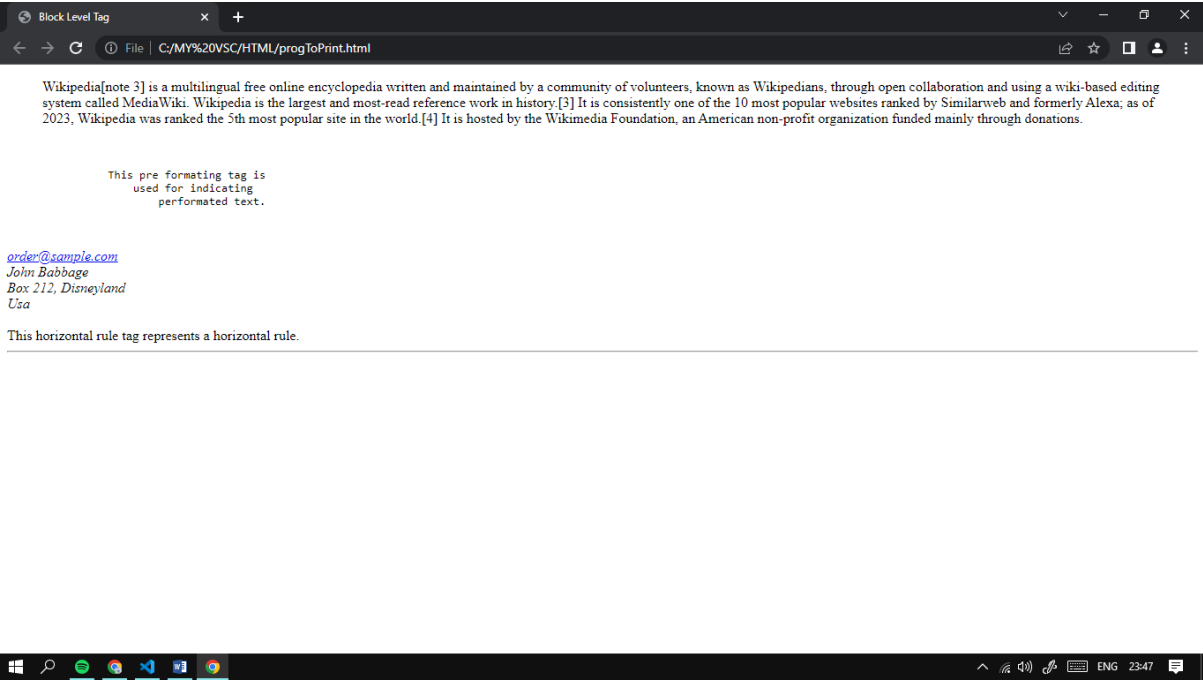 Block Level Tag
File | C:/MY%20VSC/HTML/progToPrint.html
Wikipedia[note 3] is a multilingual free online encyclopedia written and maintained by a community of volunteers, known as Wikipedians, through open collaboration and using a wiki-based editing
system called MediaWiki. Wikipedia is the largest and most-read reference work in history.[3] It is consistently one of the 10 most popular websites ranked by Similarweb and formerly Alexa; as of
2023, Wikipedia was ranked the 5th most popular site in the world.[4] It is hosted by the Wikimedia Foundation, an American non-profit organization funded mainly through donations.
This pre formating tag is
used for indicating
performated text.
order@sample.com
John Babbage
Box 212, Disneyland
Usa
This horizontal rule tag represents a horizontal rule.
ENG 23:47